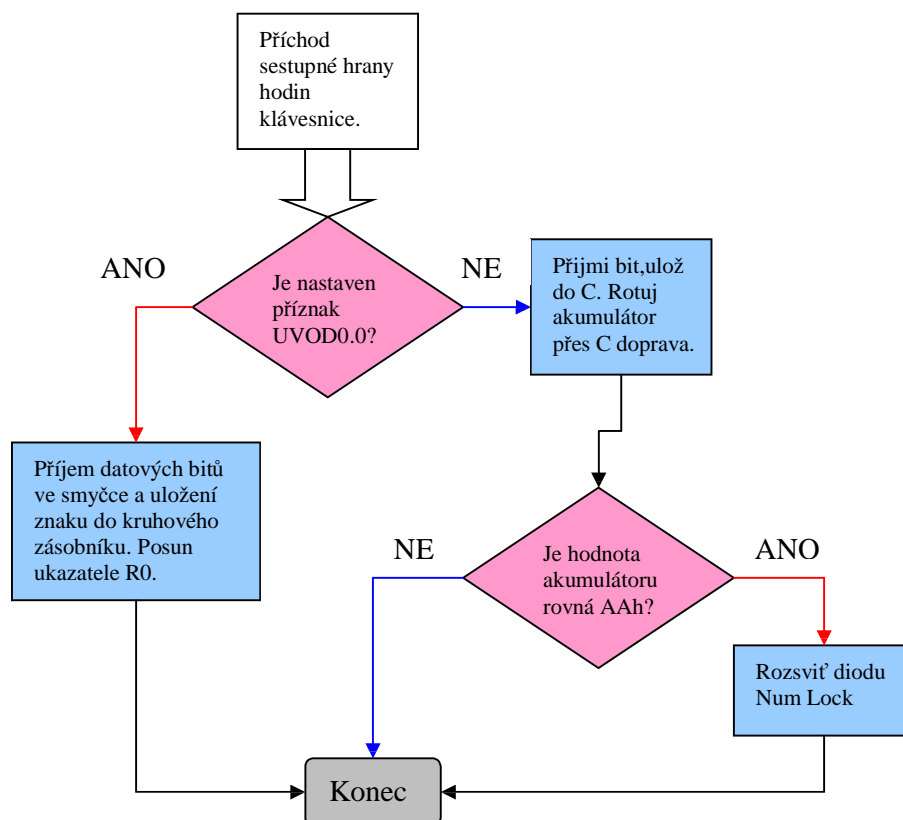 Příchod
sestupné hrany
hodin
klávesnice.
ANO
NE
Je nastaven
příznak
UVOD0.0?
Přijmi bit,ulož
do C. Rotuj
akumulátor
přes C doprava.
Příjem datových bitů
ve smyčce a uložení
znaku do kruhového
zásobníku. Posun
ukazatele R0.
NE
ANO
Je hodnota
akumulátoru
rovná AAh?
Rozsviť diodu
Num Lock
Konec